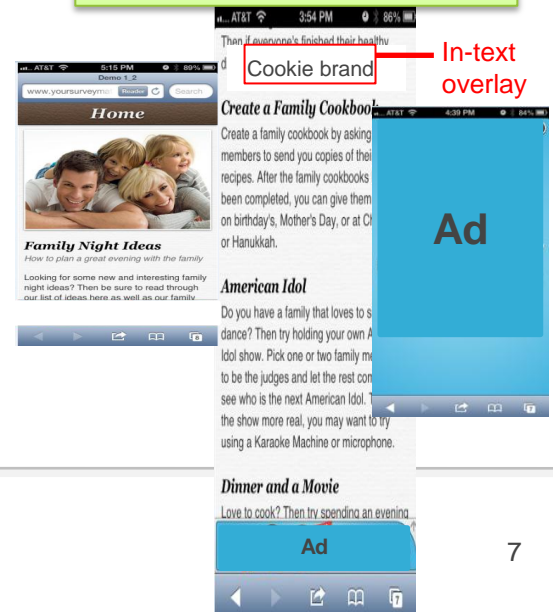 AT&T 5:15 PM 89%
Demo 1_2
www.yoursurveyma Reader Search
Home
Family Night Ideas
How to plan a great evening with the family
Looking for some new and interesting family
night ideas? Then be sure to read through
our list of ideas here as well as our family
6
AT&T 3:54 PM 86%
Then if everyone's finished their healthy
d
Cookie brand
Create a Family Cookbook
Create a family cookbook by asking
members to send you copies of thei
recipes. After the family cookbooks
been completed, you can give them
on birthday's, Mother's Day, or at Ch
or Hanukkah.
American Idol
Do you have a family that loves to s
dance? Then try holding your own A
Idol show. Pick one or two family me
to be the judges and let the rest con
see who is the next American Idol. T
the show more real, you may want to try
using a Karaoke Machine or microphone.
Dinner and a Movie
Love to cook? Then try spending an evening
Ad
7
In-text
overlay
AT&T 4:39 PM 84%
Ad
7